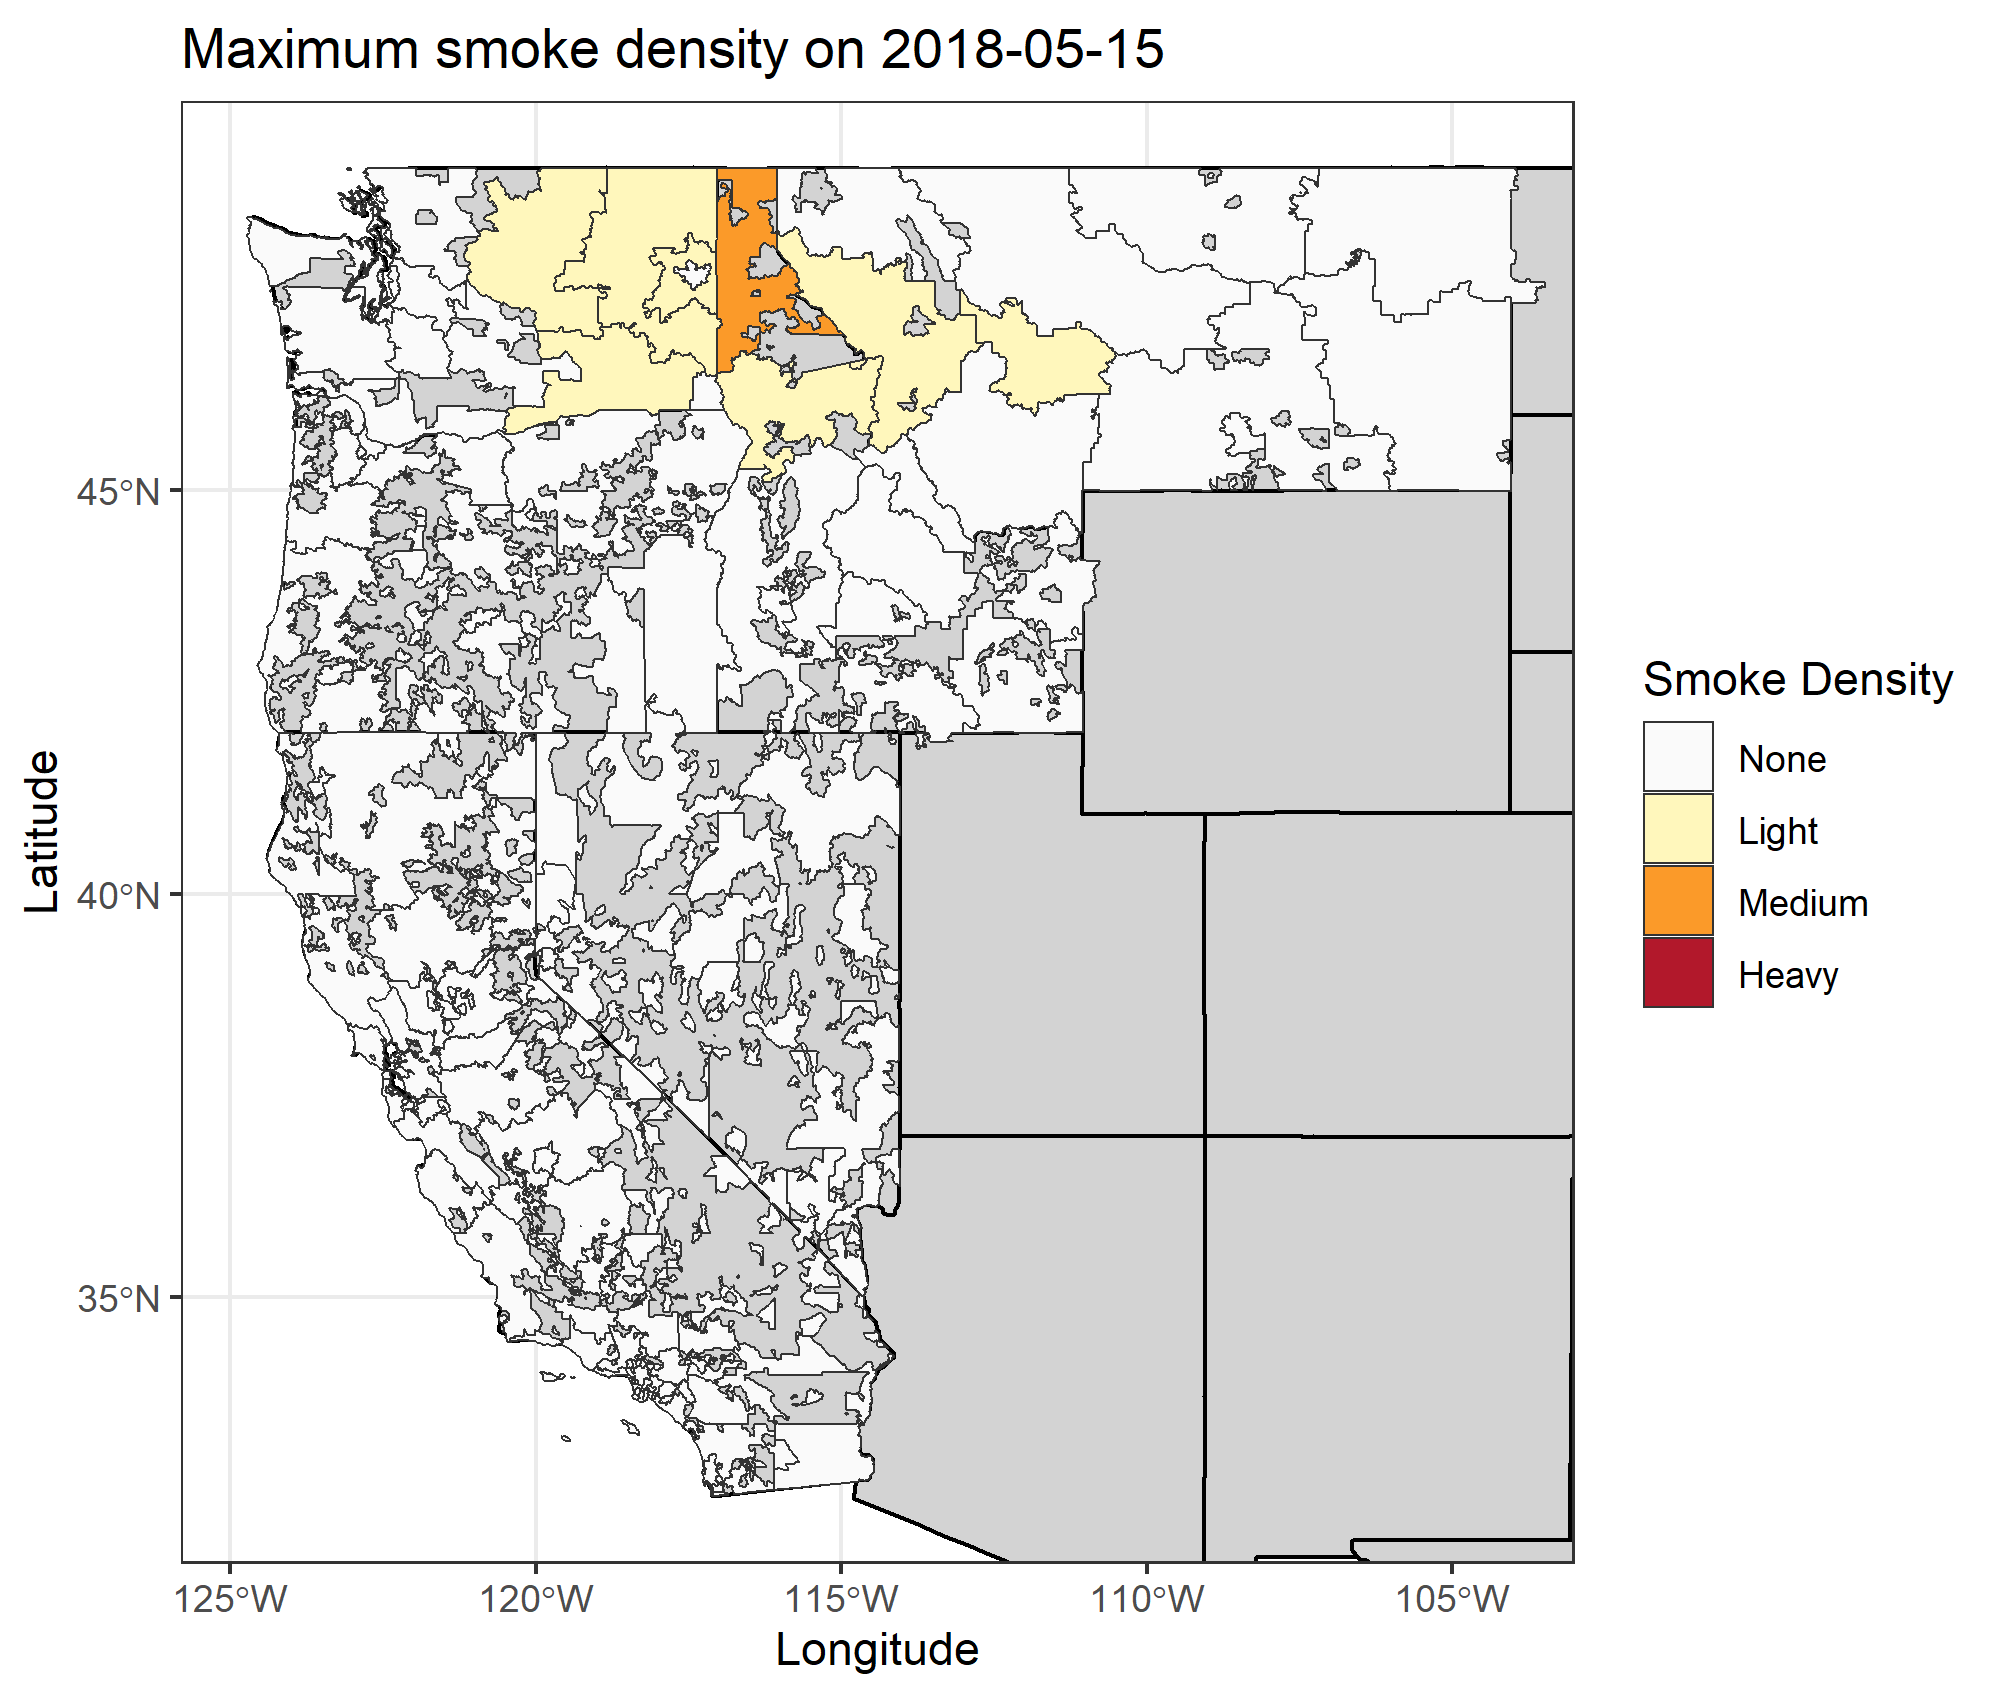 Maximum smoke density on 2018-05-15
45°N
40°N
35°N
Latitude
125°W
120°W
115°W
110°W
105°W
Longitude
Smoke Density
None
Light
Medium
Heavy